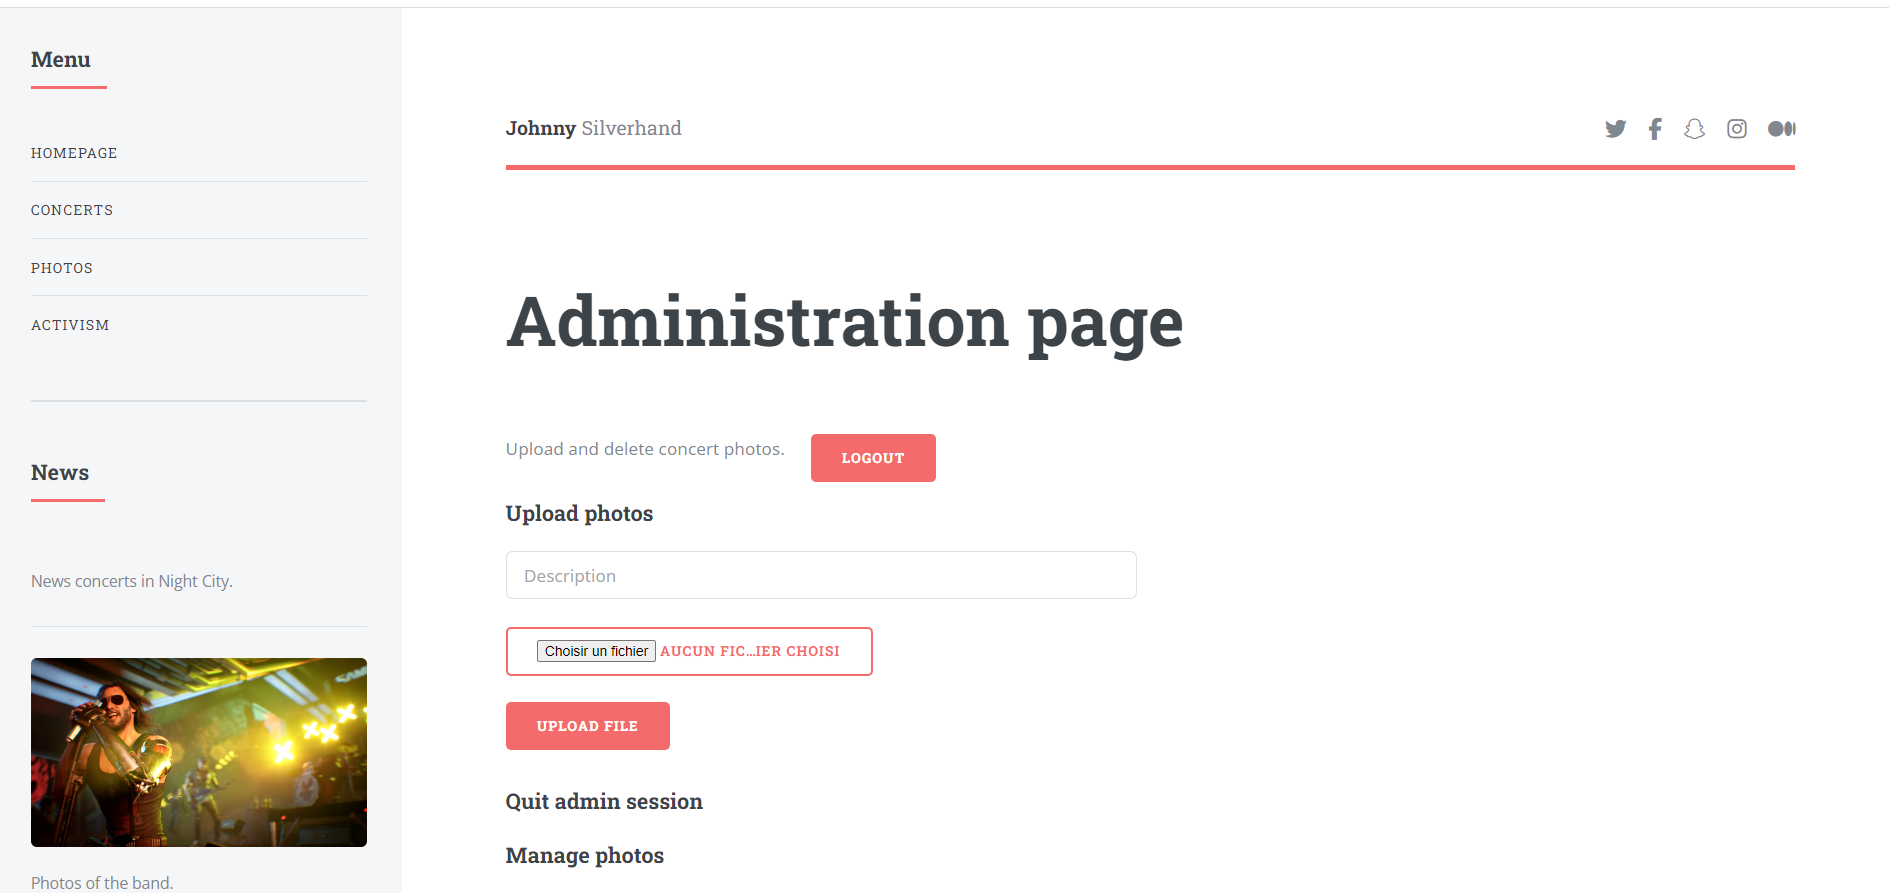 Menu
HOMEPAGE
CONCERTS
PHOTOS
ACTIVISM
News
News concerts in Night City.
Photos of the band.
Johnny Silverhand
Administration page
Upload and delete concert photos.
LOGOUT
Upload photos
Description
Choisir un fichier AUCUN FIC...IER CHOISI
UPLOAD FILE
Quit admin session
Manage photos